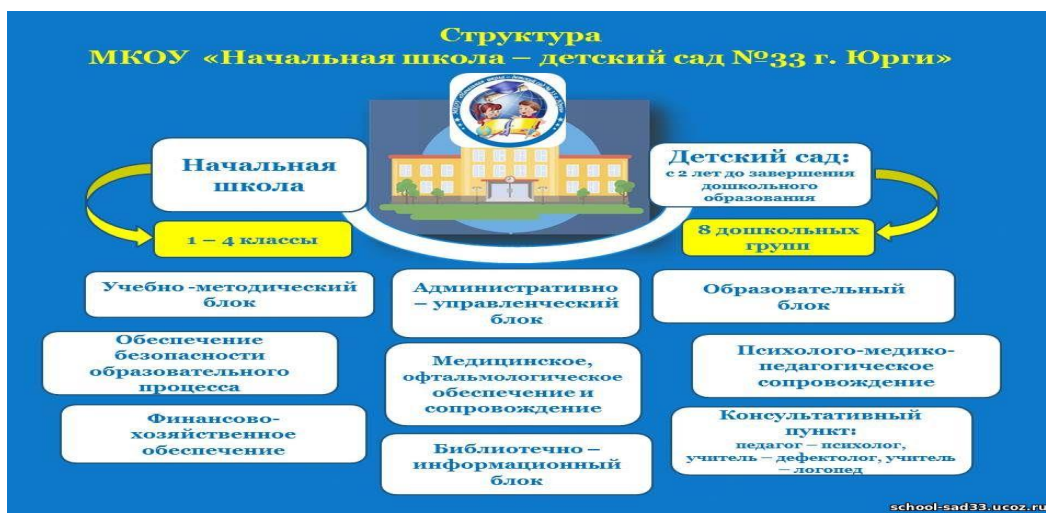 Структура
МКОУ «Начальная школа – детский сад №33 г. Юрги»
Начальная
школа
Детский сад:
с 2 лет до завершения
дошкольного
образования
1 – 4 классы
8 дошкольных
групп
Учебно -методический
блок
Административно
– управленческий
блок
Образовательный
блок
Обеспечение
безопасности
образовательного
процесса
Медицинское,
офтальмологическое
обеспечение и
сопровождение
Психолого-медико-
педагогическое
сопровождение
Финансово-
хозяйственное
обеспечение
Библиотечно –
информационный
блок
Консультативный
пункт:
педагог – психолог,
учитель – дефектолог, учитель
– логопед
school-sad33.ucoz.ru